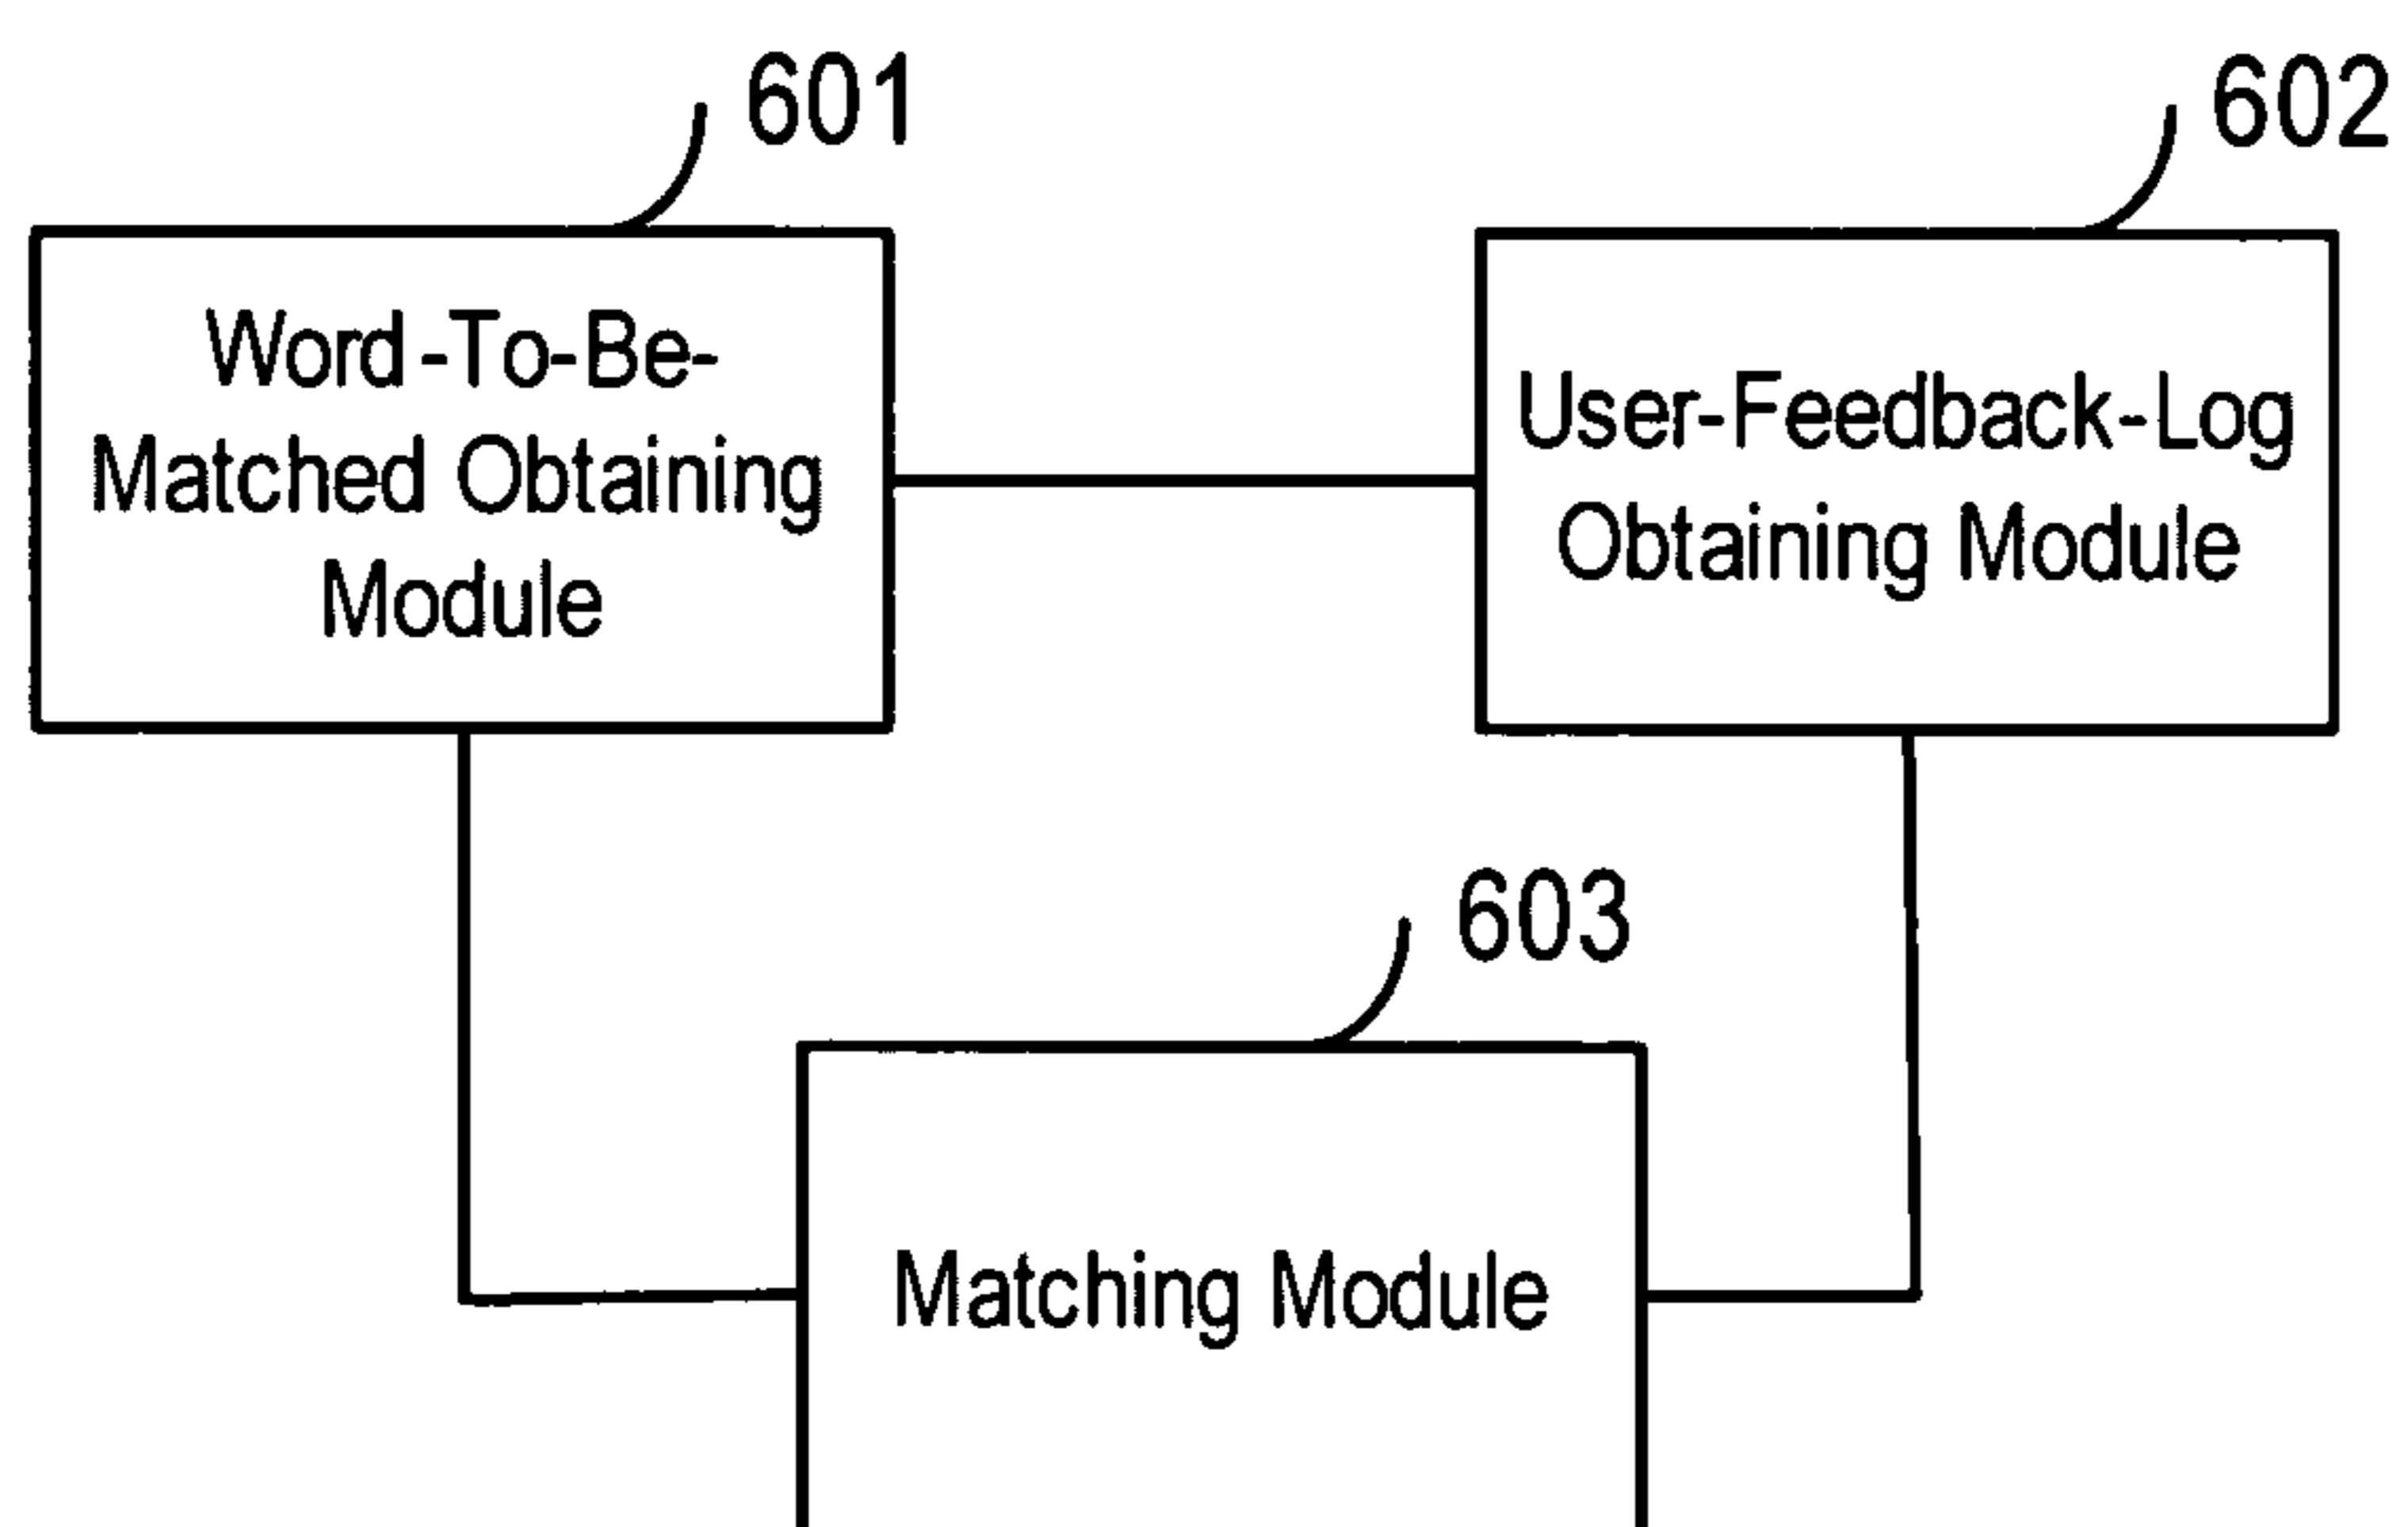 601
602
Word-To-Be-
Matched Obtaining
Module
User-Feedback-Log
Obtaining Module
603
Matching Module